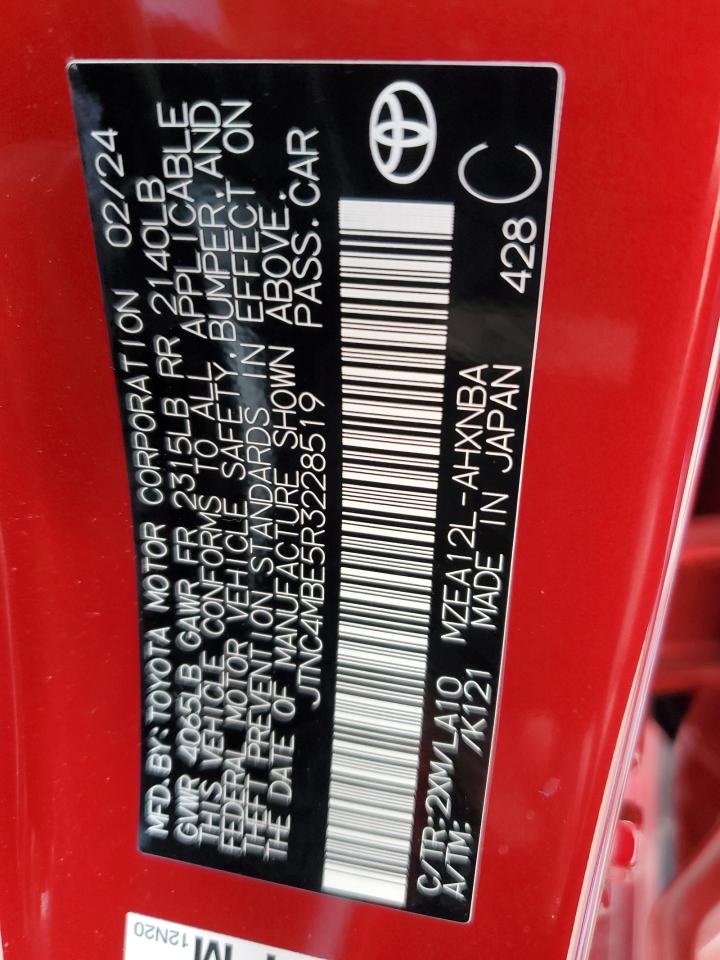 MFD.BY:TOYOTA MOTOR CORPORATION 02/24
GVWR 4065LB GAWR FR 2315LB RR 2140LB
THIS VEHICLE CONFORMS TO ALL APPLICABLE
FEDERAL MOTOR VEHICLE SAFETY,BUMPER,AND
THEFT PREVENTION STANDARDS IN EFFECT ON
THE DATE OF MANUFACTURE SHOWN ABOVE.
JTNC4MBE5R3228519 PASS.CAR
C/TR:2XW/LA10 MZEA12L-AHXNBA
A/TM: /K121 MADE IN JAPAN 428 C
12N20